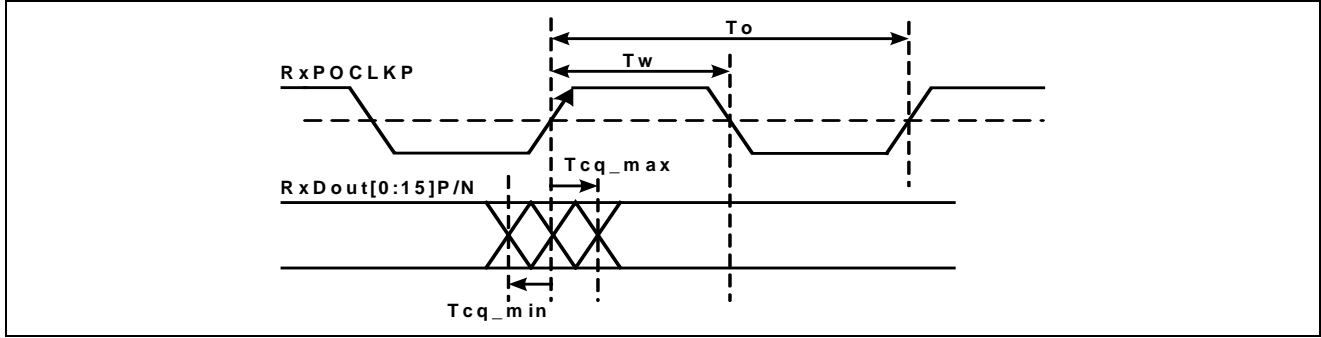 To
Tw
RxPOCLKP
Tcq_max
RxDout[0:15]P/N
Tcq_min